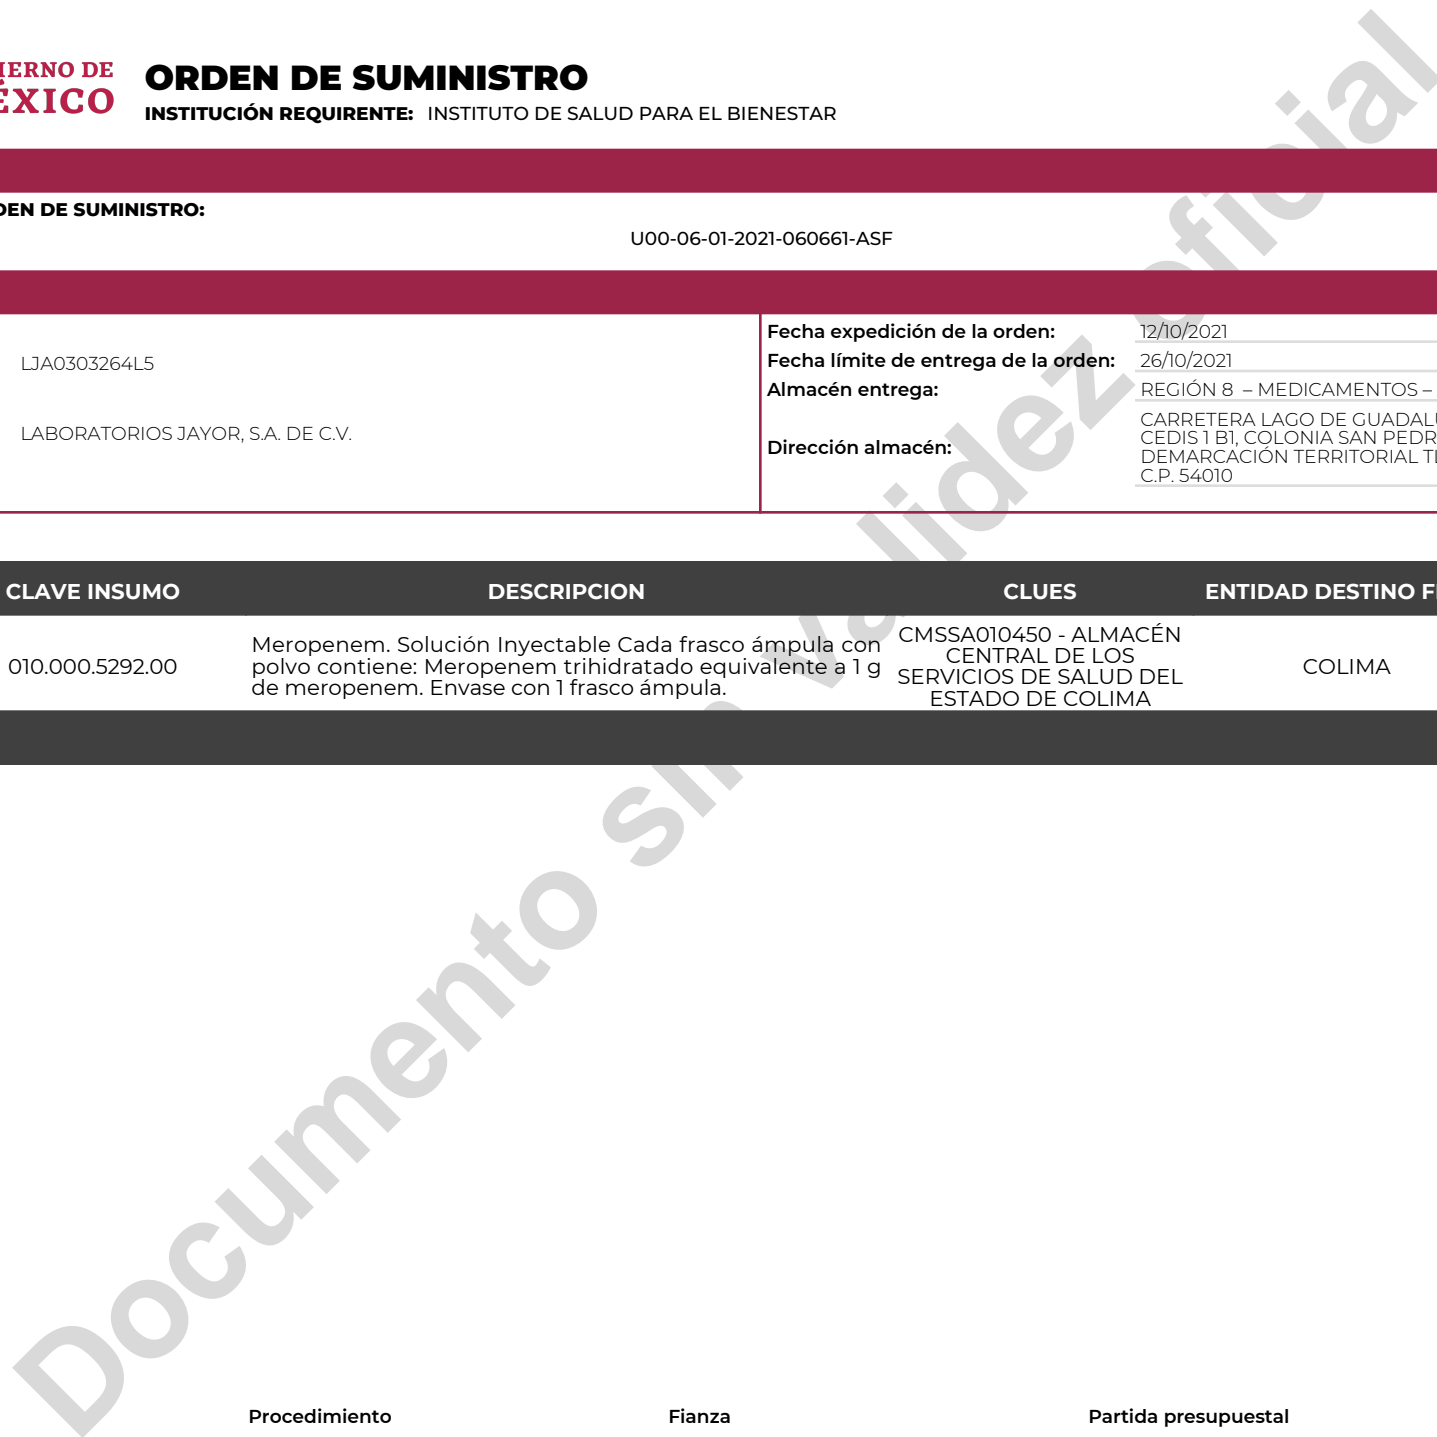 IERNO DE
ÉXICO
ORDEN DE SUMINISTRO
INSTITUCIÓN REQUIRENTE: INSTITUTO DE SALUD PARA EL BIENESTAR
DEN DE SUMINISTRO:
U00-06-01-2021-060661-ASF
LJA0303264L5
LABORATORIOS JAYOR, S.A. DE C.V.
Fecha expedición de la orden: 12/10/2021
Fecha límite de entrega de la orden: 26/10/2021
Almacén entrega: REGIÓN 8 – MEDICAMENTOS –
Dirección almacén:
CARRETERA LAGO DE GUADALU
CEDIS 1 B1, COLONIA SAN PEDR
DEMARCACIÓN TERRITORIAL TL
C.P. 54010
CLAVE INSUMO DESCRIPCION CLUES ENTIDAD DESTINO FI
010.000.5292.00
Meropenem. Solución Inyectable Cada frasco ámpula con
polvo contiene: Meropenem trihidratado equivalente a 1 g
de meropenem. Envase con 1 frasco ámpula.
CMSSA010450 - ALMACÉN
CENTRAL DE LOS
SERVICIOS DE SALUD DEL
ESTADO DE COLIMA
COLIMA
Documento sin validez oficial
Procedimiento Fianza Partida presupuestal